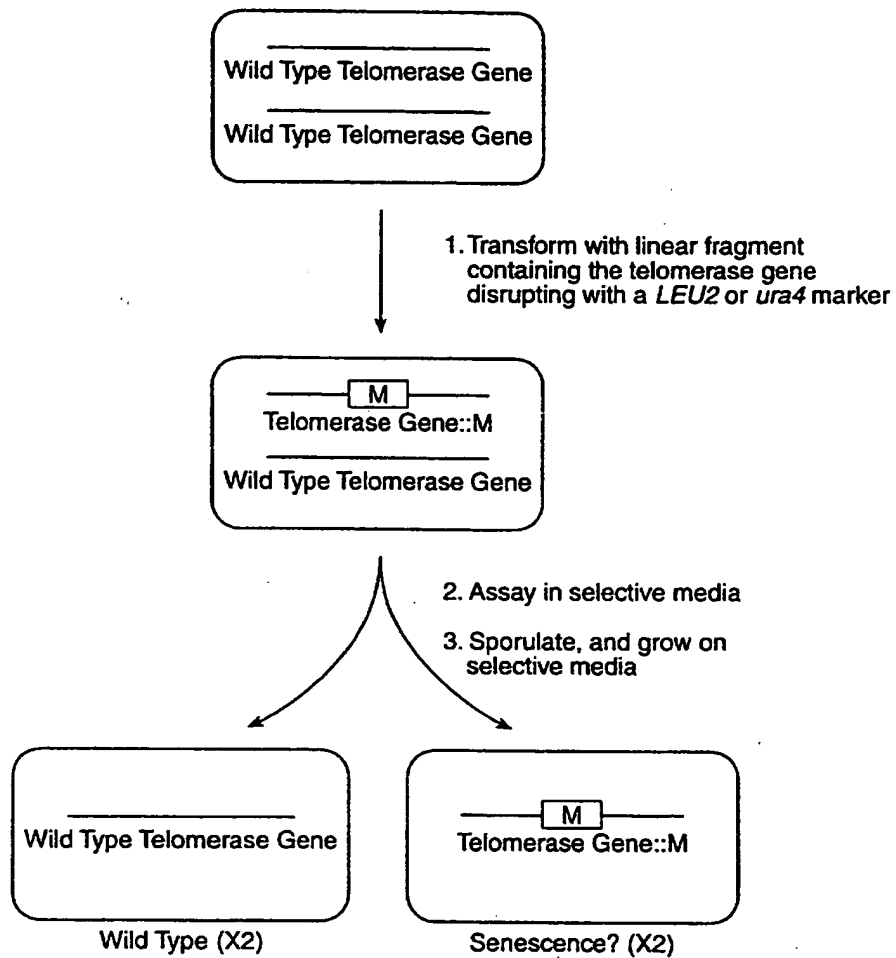 Wild Type Telomerase Gene
Wild Type Telomerase Gene
1. Transform with linear fragment
containing the telomerase gene
disrupting with a LEU2 or ura4 marker
M
Telomerase Gene::M
Wild Type Telomerase Gene
2. Assay in selective media
3. Sporulate, and grow on
selective media
Wild Type Telomerase Gene
M
Telomerase Gene::M
Wild Type (X2)
Senescence? (X2)